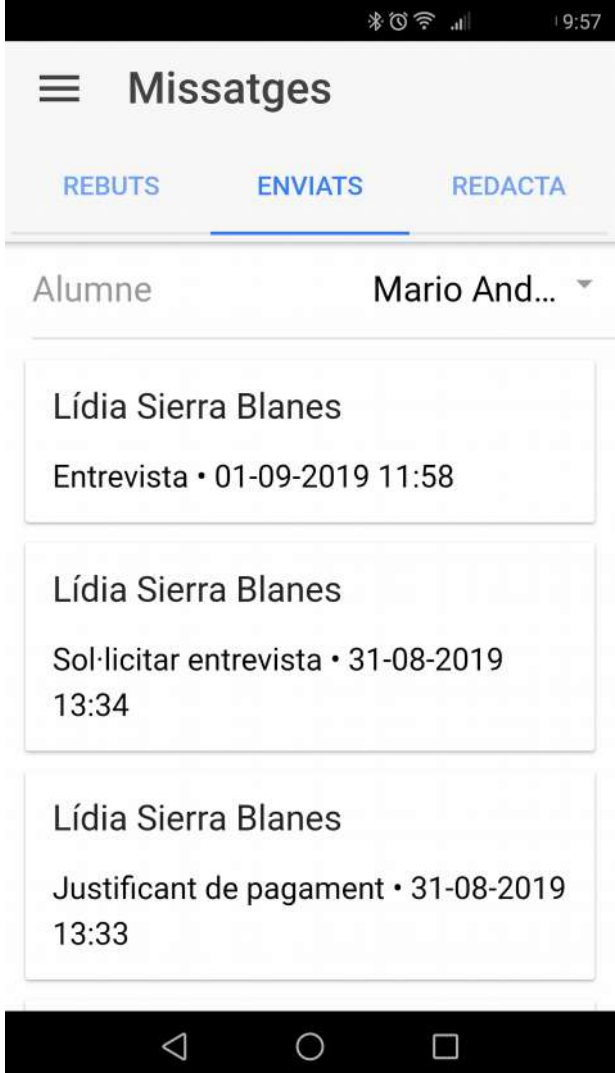 9:57
Missatges
REBUTS ENVIATS REDACTA
Alumne Mario And...
Lídia Sierra Blanes
Entrevista • 01-09-2019 11:58
Lídia Sierra Blanes
Sol·licitar entrevista • 31-08-2019
13:34
Lídia Sierra Blanes
Justificant de pagament • 31-08-2019
13:33